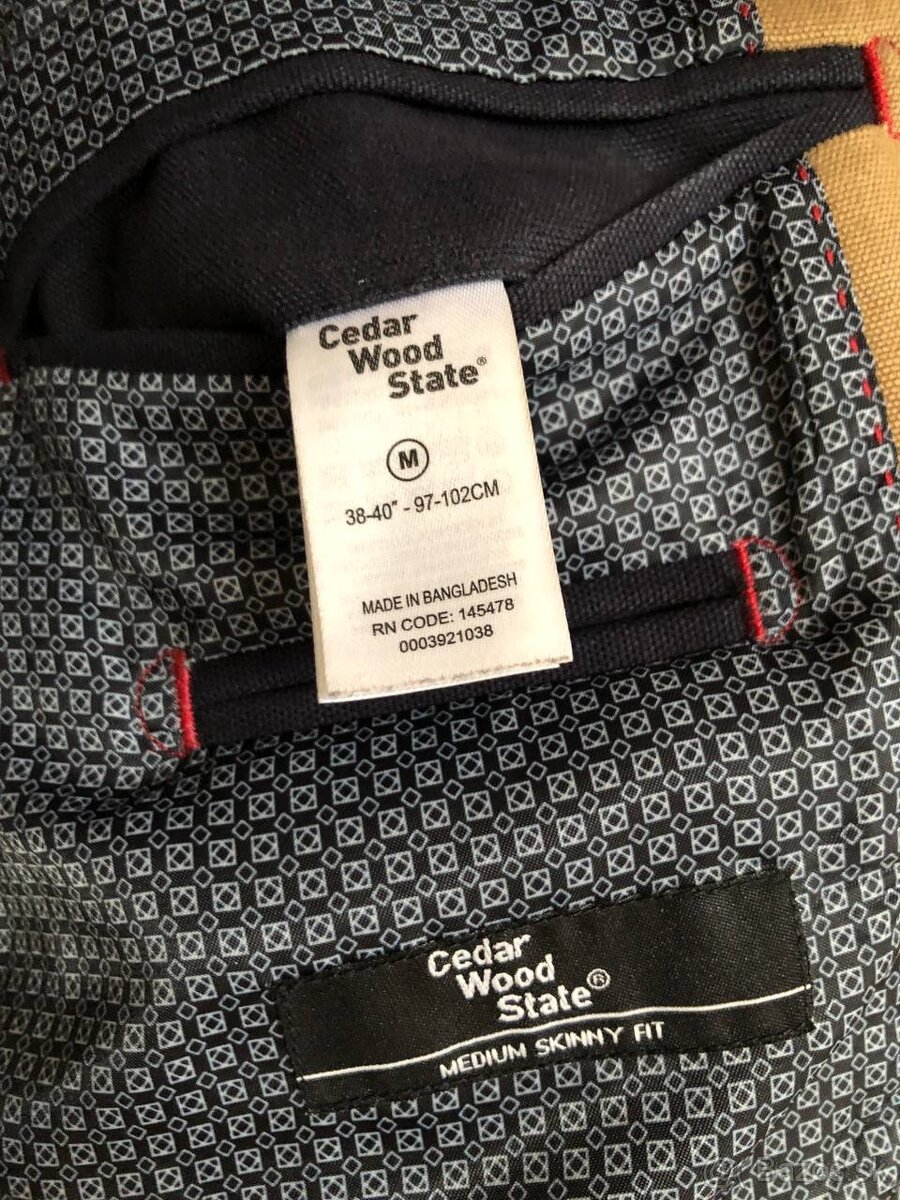 Cedar
Wood
State®
M
38-40" - 97-102CM
MADE IN BANGLADESH
RN CODE: 145478
0003921038
Cedar
Wood
State®
MEDIUM SKINNY FIT